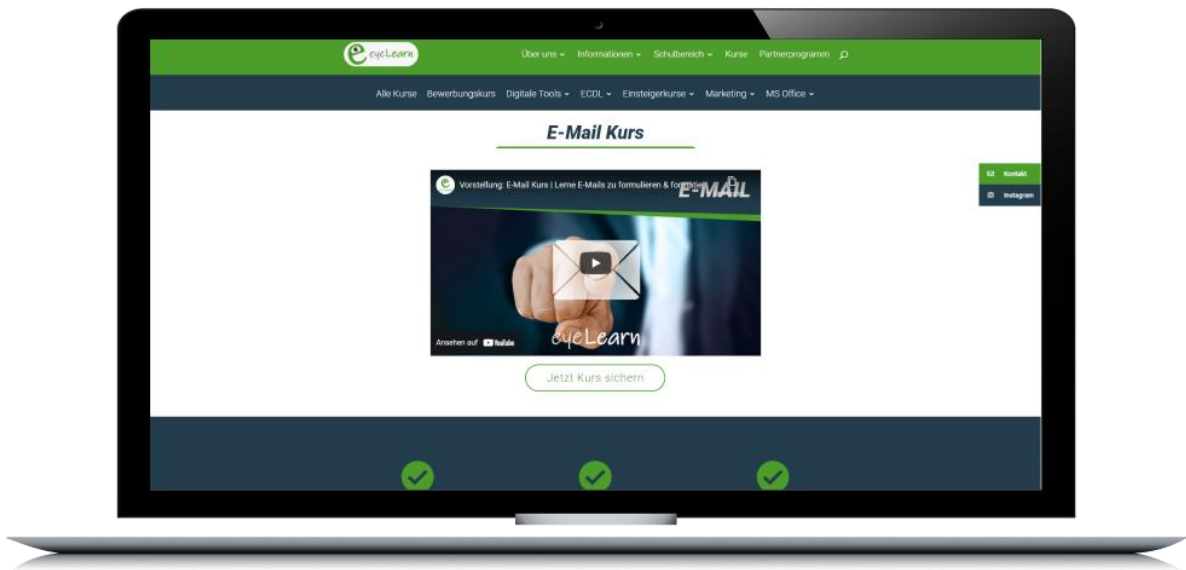 eyeLearn
Über uns Informationen Schulbereich Kurse Partnerprogramm
Alle Kurse Bewerbungskurs Digitale Tools ECDL Einsteigerkurse Marketing MS Office
E-Mail Kurs
Kontakt
Instagram
Vorstellung: E-Mail Kurs | Lerne E-Mails zu formulieren &
E-MAIL
eyeLearn
Ansehen auf YouTube
Jetzt Kurs sichern